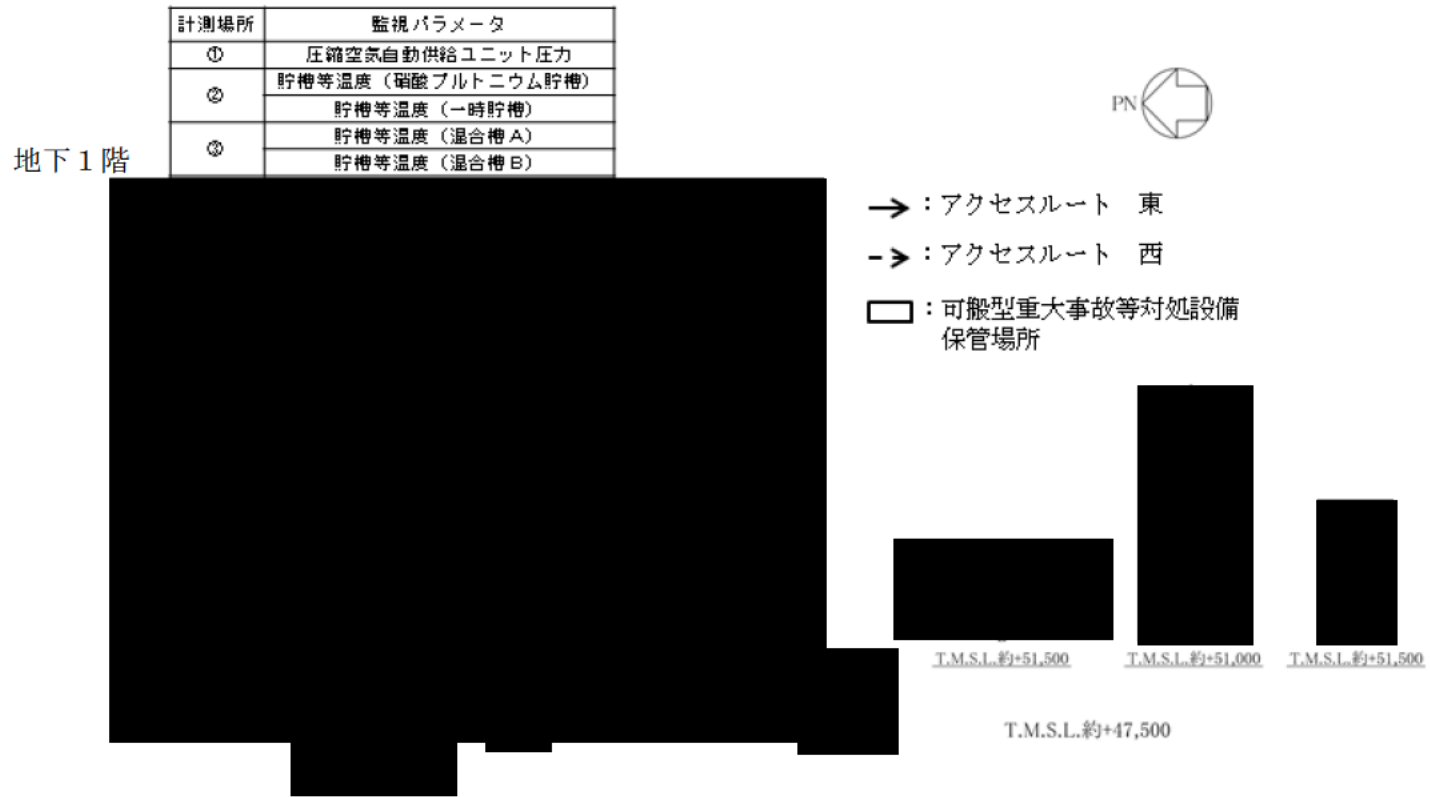 計測場所 監視パラメータ
① 圧縮空気自動供給ユニット圧力
② 貯槽等温度（硝酸プルトニウム貯槽）
貯槽等温度（一時貯槽）
③ 貯槽等温度（混合槽A）
貯槽等温度（混合槽B）
地下1階
PN
：アクセスルート　東
：アクセスルート　西
：可搬型重大事故等対処設備
保管場所
T.M.S.L.約+51,500
T.M.S.L.約+51,000
T.M.S.L.約+51,500
T.M.S.L.約+47,500